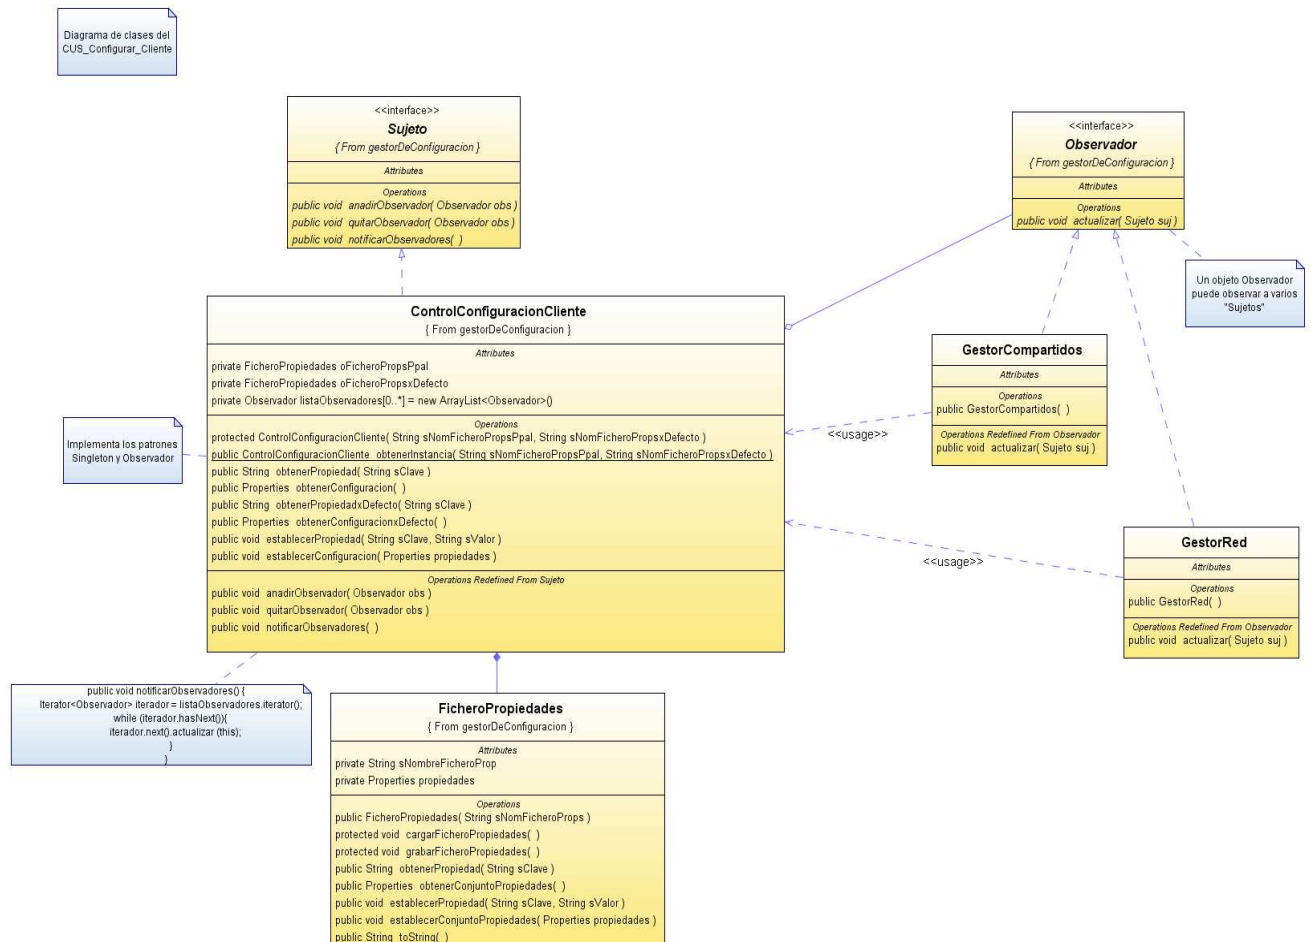 Diagrama de clases del
CUS_Configurar_Cliente
<<interface>>
Sujeto
{ From gestorDeConfiguracion }
Attributes
Operations
public void anadirObservador( Observador obs )
public void quitarObservador( Observador obs )
public void notificarObservadores( )
<<interface>>
Observador
{ From gestorDeConfiguracion }
Attributes
Operations
public void actualizar( Sujeto suj )
Un objeto Observador
puede observar a varios
"Sujetos"
ControlConfiguracionCliente
{ From gestorDeConfiguracion }
Attributes
private FicheroPropiedades oFicheroPropsPpal
private FicheroPropiedades oFicheroPropsxDefecto
private Observador listaObservadores[0..*] = new ArrayList<Observador>()
Operations
protected ControlConfiguracionCliente( String sNomFicheroPropsPpal, String sNomFicheroPropsxDefecto )
public ControlConfiguracionCliente obtenerInstancia( String sNomFicheroPropsPpal, String sNomFicheroPropsxDefecto )
public String obtenerPropiedad( String sClave )
public Properties obtenerConfiguracion( )
public String obtenerPropiedadxDefecto( String sClave )
public Properties obtenerConfiguracionxDefecto( )
public void establecerPropiedad( String sClave, String sValor )
public void establecerConfiguracion( Properties propiedades )
Operations Redefined From Sujeto
public void anadirObservador( Observador obs )
public void quitarObservador( Observador obs )
public void notificarObservadores( )
Implementa los patrones
Singleton y Observador
GestorCompartidos
Attributes
Operations
public GestorCompartidos( )
Operations Redefined From Observador
public void actualizar( Sujeto suj )
<<usage>>
GestorRed
Attributes
Operations
public GestorRed( )
Operations Redefined From Observador
public void actualizar( Sujeto suj )
<<usage>>
public void notificarObservadores() {
Iterator<Observador> iterador = listaObservadores.iterator();
while (iterador.hasNext()){
iterador.next().actualizar (this);
}
}
FicheroPropiedades
{ From gestorDeConfiguracion }
Attributes
private String sNombreFicheroProp
private Properties propiedades
Operations
public FicheroPropiedades( String sNomFicheroProps )
protected void cargarFicheroPropiedades( )
protected void grabarFicheroPropiedades( )
public String obtenerPropiedad( String sClave )
public Properties obtenerConjuntoPropiedades( )
public void establecerPropiedad( String sClave, String sValor )
public void establecerConjuntoPropiedades( Properties propiedades )
public String toString( )